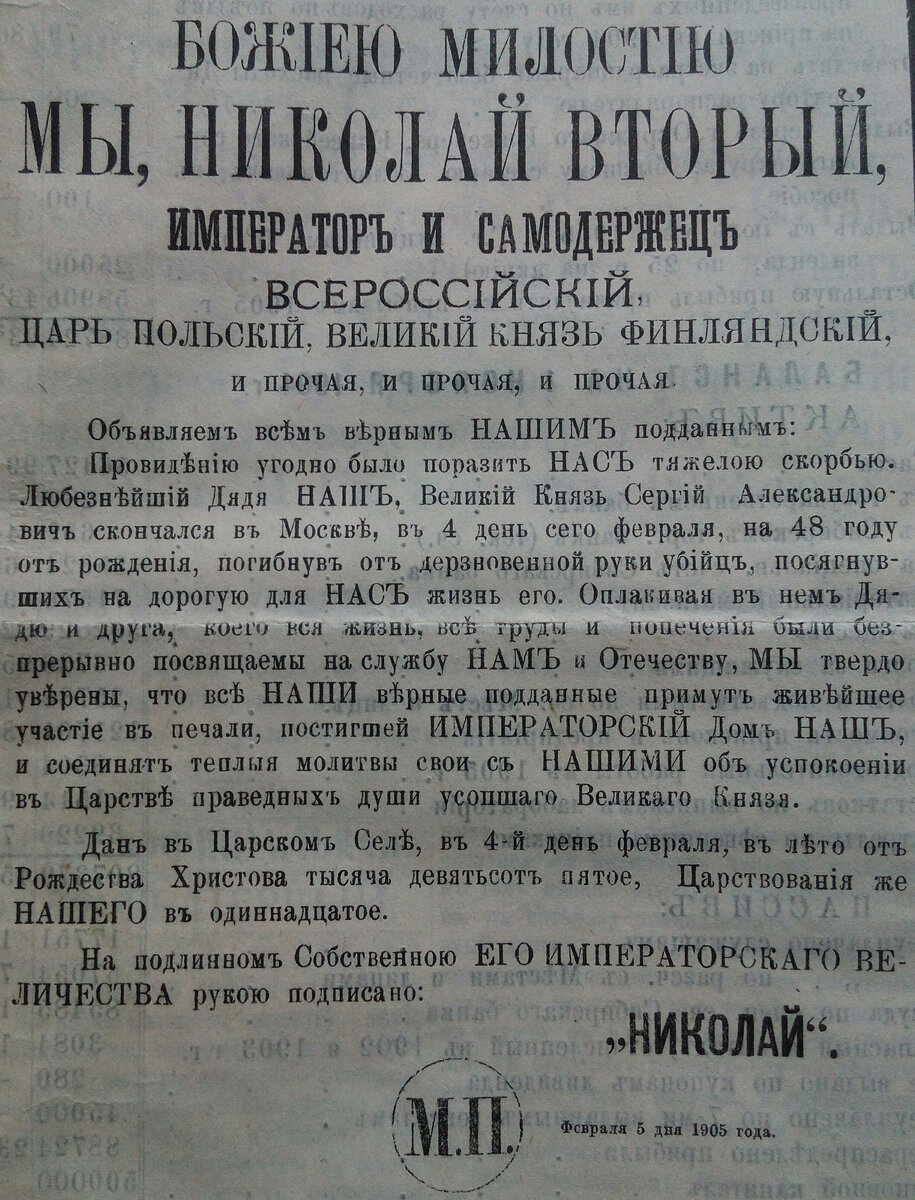 БОЖІЕЮ МИЛОСТІЮ
МЫ, НИКОЛАЙ ВТОРЫЙ,
ИМПЕРАТОРЪ И САМОДЕРЖЕЦЪ
ВСЕРОССІЙСКІЙ,
ЦАРЬ ПОЛЬСКІЙ, ВЕЛИКІЙ КНЯЗЬ ФИНЛЯНДСКІЙ,
И ПРОЧАЯ, И ПРОЧАЯ, И ПРОЧАЯ.
Объявляемъ всѣмъ вѣрнымъ НАШИМЪ подданнымъ:
Провидѣнію угодно было поразить НАСЪ тяжелою скорбью.
Любезнѣйшій Дядя НАШЪ, Великій Князь Сергій Александро-
вичъ скончался въ Москвѣ, въ 4 день сего февраля, на 48 году
отъ рожденія, погибнувъ отъ дерзновенной руки убійцъ, посягнув-
шихъ на дорогую для НАСЪ жизнь его. Оплакивая въ немъ Дя-
дю и друга, коего вся жизнь, всѣ труды и попеченія были без-
прерывно посвящаемы на службу НАМЪ и Отечеству, МЫ твердо
увѣрены, что всѣ НАШИ вѣрные подданные примутъ живѣйшее
участіе въ печали, постигшей ИМПЕРАТОРСКІЙ Домъ НАШЪ,
и соединятъ теплыя молитвы свои съ НАШИМИ объ успокоеніи
въ Царствѣ праведныхъ души усопшаго Великаго Князя.
Данъ въ Царскомъ Селѣ, въ 4-й день февраля, въ лѣто отъ
Рождества Христова тысяча девятьсотъ пятое, Царствованія же
НАШЕГО въ одиннадцатое.
На подлинномъ Собственною ЕГО ИМПЕРАТОРСКАГО ВЕ-
ЛИЧЕСТВА рукою подписано:
„НИКОЛАЙ“.
М.П.
Февраля 5 дня 1905 года.